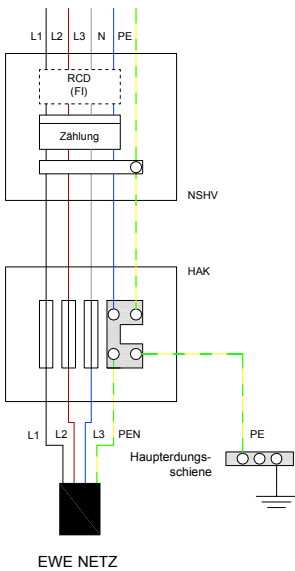 L1 L2 L3 N PE
RCD
(FI)
Zählung
NSHV
HAK
L1 L2 L3 PEN
PE
Haupterdungs-
schiene
EWE NETZ